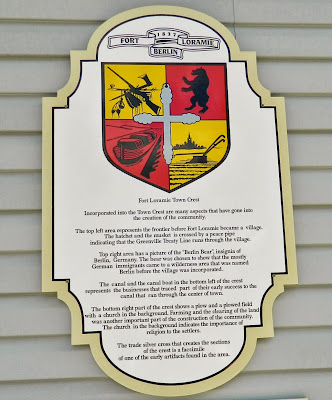 1837
FORT LORAMIE
BERLIN
Fort Loramie Town Crest
Incorporated into the Town Crest are many aspects that have gone into
the creation of the community.
The top left area represents the frontier before Fort Loramie became a village.
The hatchet and the musket is crossed by a peace pipe
indicating that the Greenville Treaty Line runs through the village.
Top right area has a picture of the "Berlin Bear", insignia of
Berlin, Germany. The bear was chosen to show that the mostly
German immigrants came to a wilderness area that was named
Berlin before the village was incorporated.
The canal and the canal boat in the bottom left of the crest
represents the businesses that traced part of their early success to the
canal that ran through the center of town.
The bottom right part of the crest shows a plow and a plowed field
with a church in the background. Farming and the clearing of the land
was another important part of the construction of the community.
The church in the background indicates the importance of
religion to the settlers.
The trade silver cross that creates the sections
of the crest is a facsimile
of one of the early artifacts found in the area.